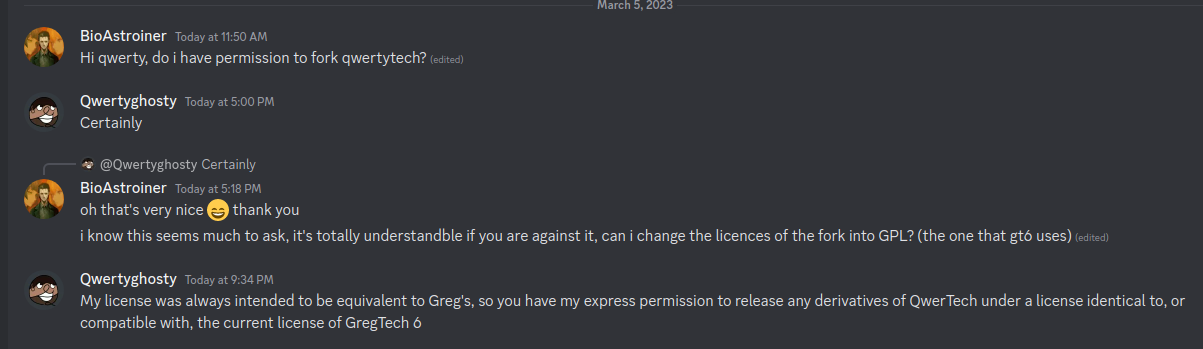 March 5, 2023
BioAstroiner Today at 11:50 AM
Hi qwerty, do i have permission to fork qwertytech? (edited)
Qwertyghosty Today at 5:00 PM
Certainly
@Qwertyghosty Certainly
BioAstroiner Today at 5:18 PM
oh that's very nice 😄 thank you
i know this seems much to ask, it's totally understandble if you are against it, can i change the licences of the fork into GPL? (the one that gt6 uses) (edited)
Qwertyghosty Today at 9:34 PM
My license was always intended to be equivalent to Greg's, so you have my express permission to release any derivatives of QwerTech under a license identical to, or
compatible with, the current license of GregTech 6